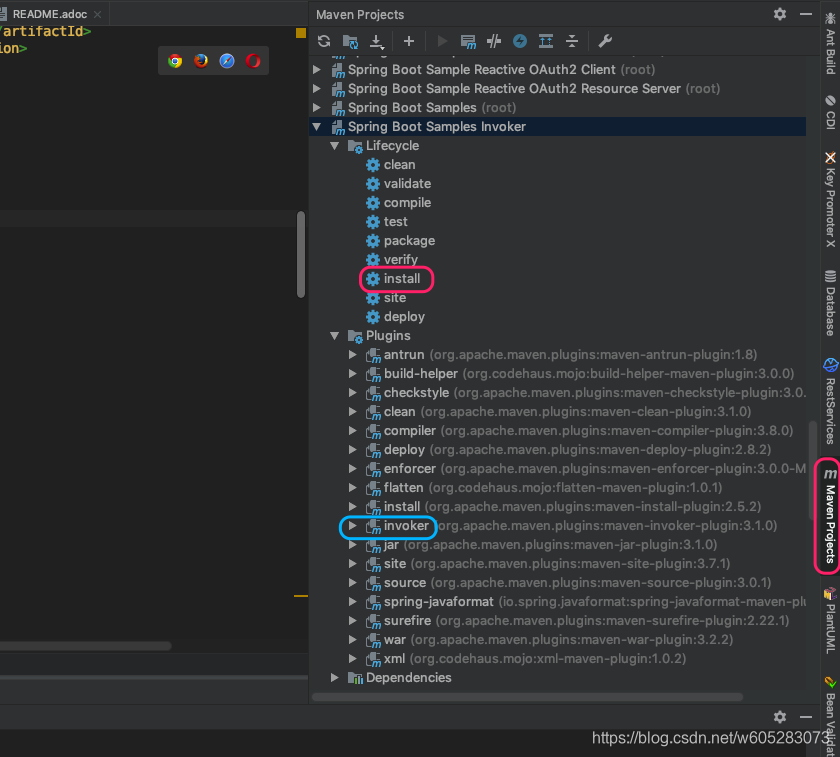 README.adoc
/artifactId>
ion>
Maven Projects
Spring Boot Sample Reactive OAuth2 Client (root)
Spring Boot Sample Reactive OAuth2 Resource Server (root)
Spring Boot Samples (root)
Spring Boot Samples Invoker
Lifecycle
clean
validate
compile
test
package
verify
install
site
deploy
Plugins
antrun (org.apache.maven.plugins:maven-antrun-plugin:1.8)
build-helper (org.codehaus.mojo:build-helper-maven-plugin:3.0.0)
checkstyle (org.apache.maven.plugins:maven-checkstyle-plugin:3.0.
clean (org.apache.maven.plugins:maven-clean-plugin:3.1.0)
compiler (org.apache.maven.plugins:maven-compiler-plugin:3.8.0)
deploy (org.apache.maven.plugins:maven-deploy-plugin:2.8.2)
enforcer (org.apache.maven.plugins:maven-enforcer-plugin:3.0.0-M
flatten (org.codehaus.mojo:flatten-maven-plugin:1.0.1)
install (org.apache.maven.plugins:maven-install-plugin:2.5.2)
invoker (org.apache.maven.plugins:maven-invoker-plugin:3.1.0)
jar (org.apache.maven.plugins:maven-jar-plugin:3.1.0)
site (org.apache.maven.plugins:maven-site-plugin:3.7.1)
source (org.apache.maven.plugins:maven-source-plugin:3.0.1)
spring-javaformat (io.spring.javaformat:spring-javaformat-maven-plu
surefire (org.apache.maven.plugins:maven-surefire-plugin:2.22.1)
war (org.apache.maven.plugins:maven-war-plugin:3.2.2)
xml (org.codehaus.mojo:xml-maven-plugin:1.0.2)
Dependencies
Ant Build
CDI
Key Promoter X
Database
RestServices
Maven Projects
PlantUML
Bean Validat
https://blog.csdn.net/w605283073